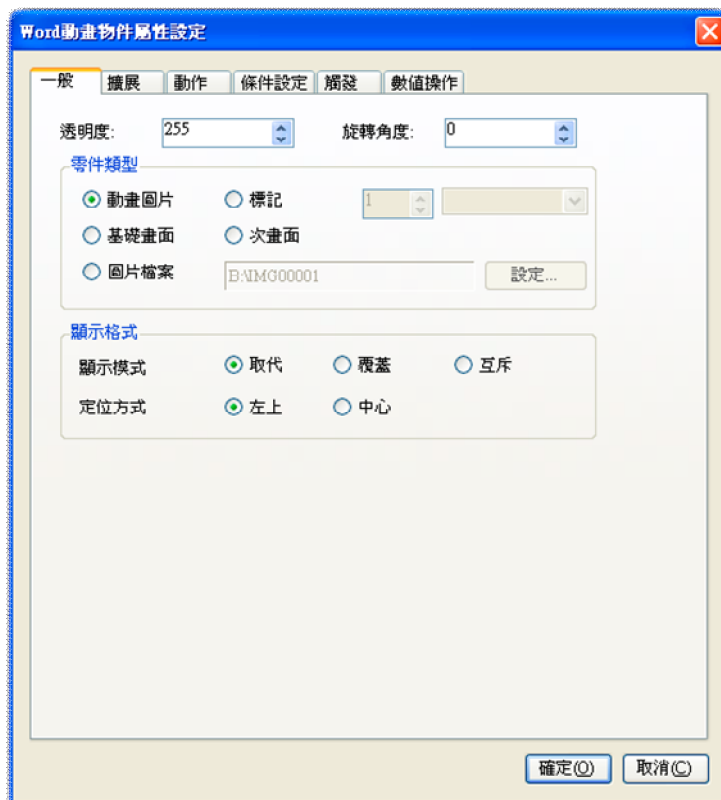 Word動畫物件屬性設定
一般 擴展 動作 條件設定 觸發 數值操作
透明度: 255 旋轉角度: 0
零件類型
動畫圖片 標記 1
基礎畫面 次畫面
圖片檔案 B:\IMG00001 設定...
顯示格式
顯示模式 取代 覆蓋 互斥
定位方式 左上 中心
確定(O) 取消(C)